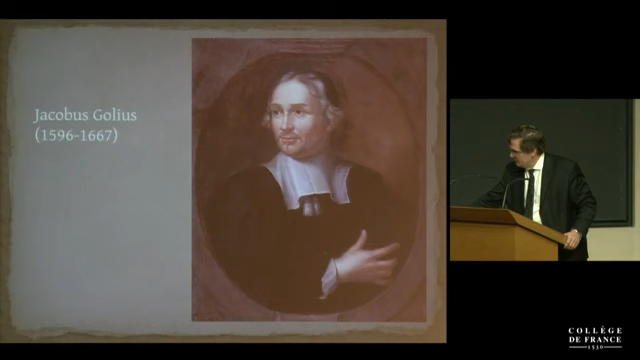 Jacobus Golius
(1596-1667)
COLLÈGE
DE FRANCE
1530